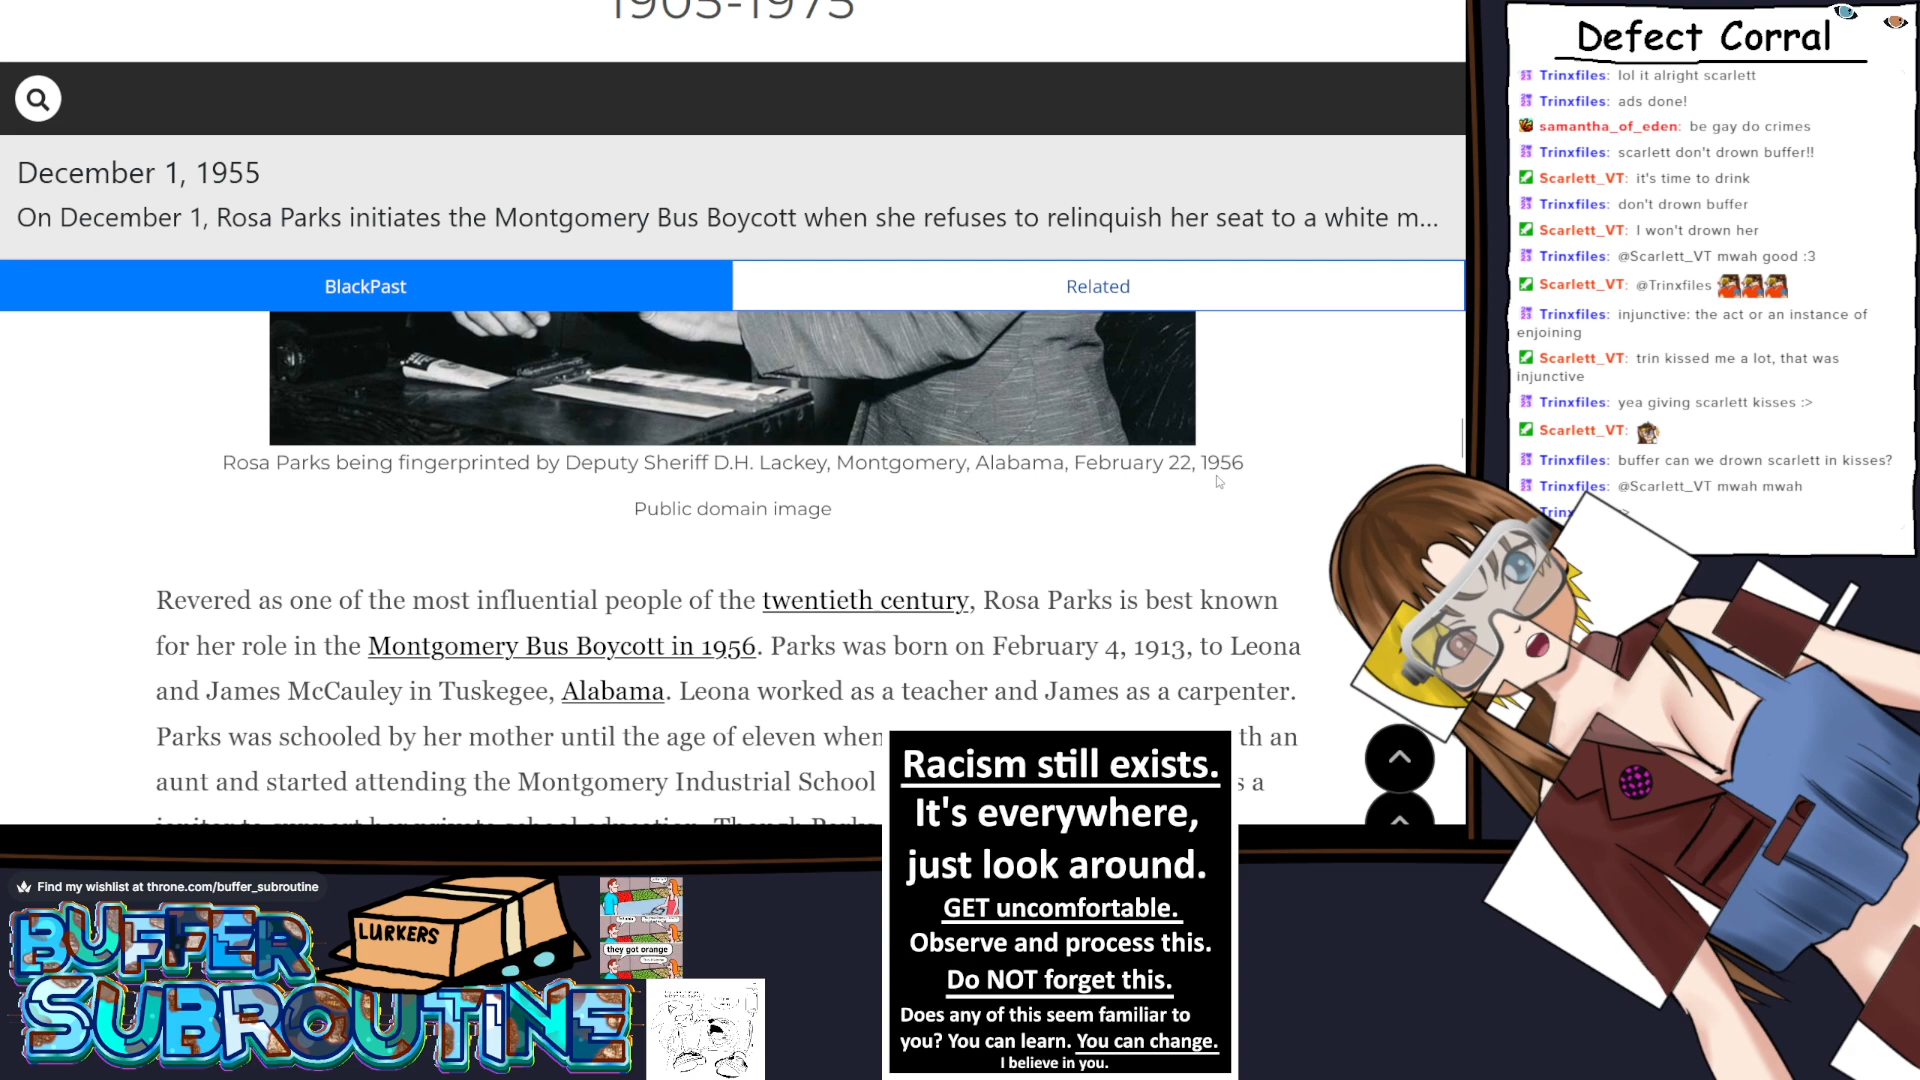 1905-1975
December 1, 1955
On December 1, Rosa Parks initiates the Montgomery Bus Boycott when she refuses to relinquish her seat to a white m...
BlackPast
Related
Rosa Parks being fingerprinted by Deputy Sheriff D.H. Lackey, Montgomery, Alabama, February 22, 1956
Public domain image
Revered as one of the most influential people of the twentieth century, Rosa Parks is best known
for her role in the Montgomery Bus Boycott in 1956. Parks was born on February 4, 1913, to Leona
and James McCauley in Tuskegee, Alabama. Leona worked as a teacher and James as a carpenter.
Parks was schooled by her mother until the age of eleven when th an
aunt and started attending the Montgomery Industrial School s a
Defect Corral
Trinxfiles: lol it alright scarlett
Trinxfiles: ads done!
samantha_of_eden: be gay do crimes
Trinxfiles: scarlett don't drown buffer!!
Scarlett_VT: it's time to drink
Trinxfiles: don't drown buffer
Scarlett_VT: I won't drown her
Trinxfiles: @Scarlett_VT mwah good :3
Scarlett_VT: @Trinxfiles
Trinxfiles: injunctive: the act or an instance of
enjoining
Scarlett_VT: trin kissed me a lot, that was
injunctive
Trinxfiles: yea giving scarlett kisses :>
Scarlett_VT:
Trinxfiles: buffer can we drown scarlett in kisses?
Trinxfiles: @Scarlett_VT mwah mwah
Trinx
Find my wishlist at throne.com/buffer_subroutine
BUFFER
SUBROUTINE
LURKERS
they got orange
Racism still exists.
It's everywhere,
just look around.
GET uncomfortable.
Observe and process this.
Do NOT forget this.
Does any of this seem familiar to
you? You can learn. You can change.
I believe in you.